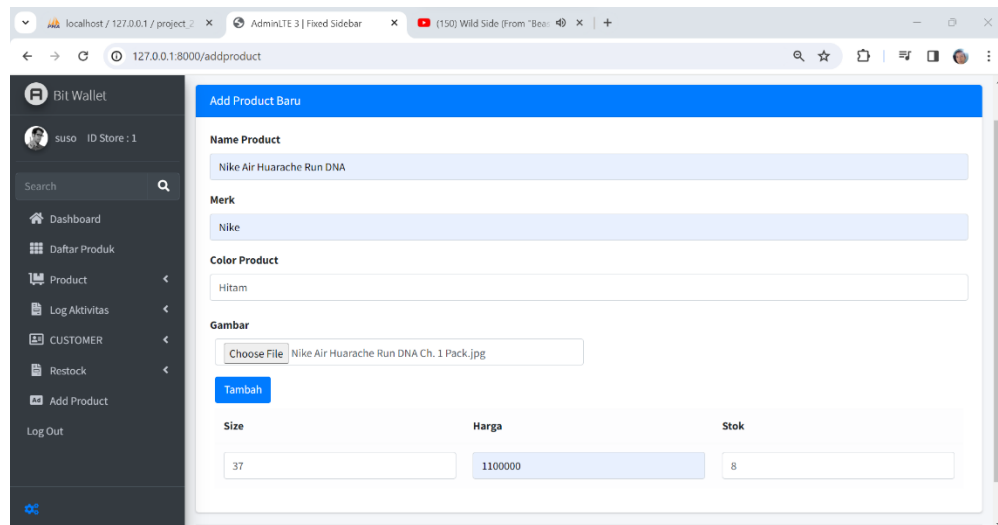 localhost / 127.0.0.1 / project_2
AdminLTE 3 | Fixed Sidebar
(150) Wild Side (From "Bea
127.0.0.1:8000/addproduct
Bit Wallet
suso ID Store : 1
Search
Dashboard
Daftar Produk
Product
Log Aktivitas
CUSTOMER
Restock
Ad Add Product
Log Out
Add Product Baru
Name Product
Nike Air Huarache Run DNA
Merk
Nike
Color Product
Hitam
Gambar
Choose File Nike Air Huarache Run DNA Ch. 1 Pack.jpg
Tambah
Size Harga Stok
37 1100000 8